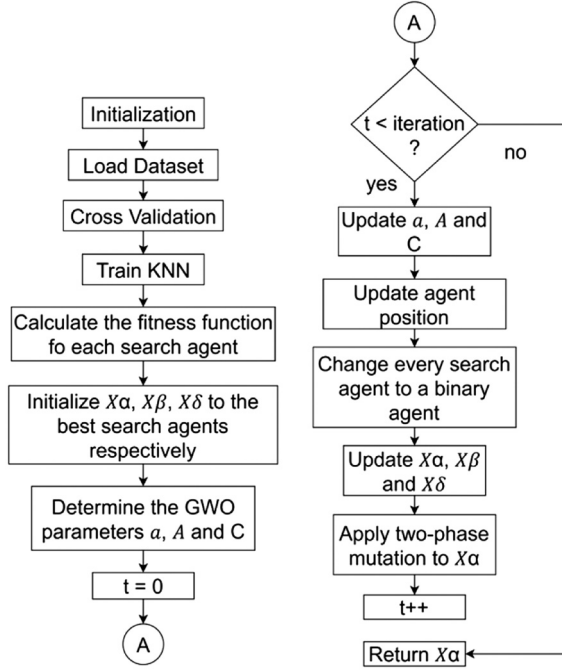 Initialization
Load Dataset
Cross Validation
Train KNN
Calculate the fitness function
fo each search agent
Initialize Xα, Xβ, Xδ to the
best search agents
respectively
Determine the GWO
parameters a, A and C
t = 0
A
A
t < iteration
?
no
yes
Update a, A and
C
Update agent
position
Change every search
agent to a binary
agent
Update Xα, Xβ
and Xδ
Apply two-phase
mutation to Xα
t++
Return Xα